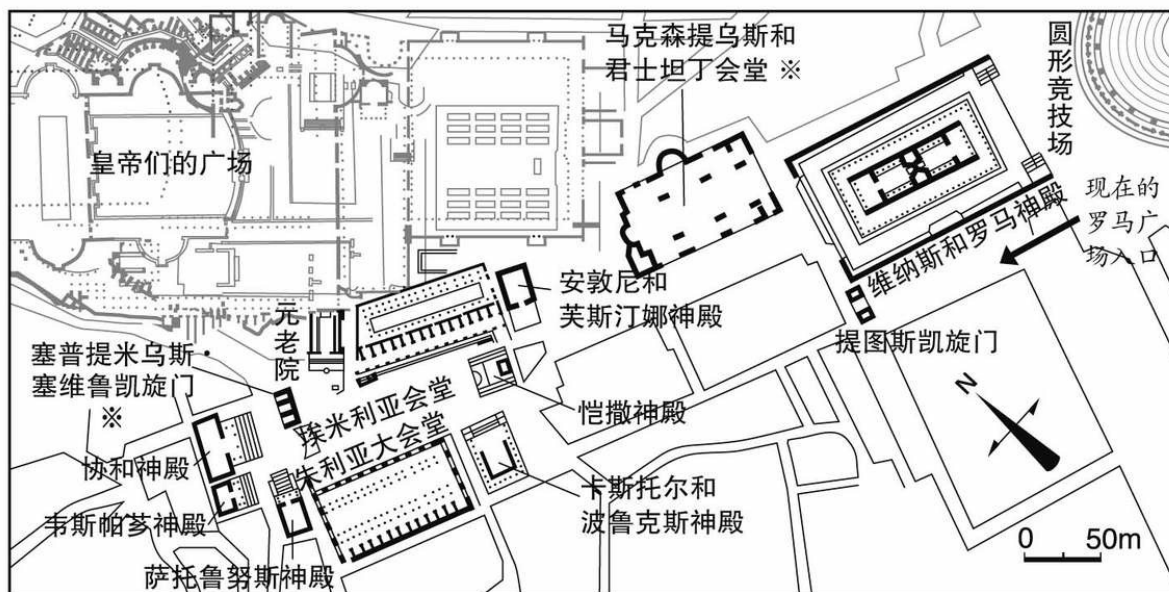 马克森提乌斯和
君士坦丁会堂 ※
圆形竞技场
皇帝们的广场
现在的
罗马广
场入口
维纳斯和罗马神殿
安敦尼和
芙斯汀娜神殿
元老院
提图斯凯旋门
塞普提米乌斯·
塞维鲁凯旋门
※
埃米利亚会堂
恺撒神殿
朱利亚大会堂
协和神殿
卡斯托尔和
波鲁克斯神殿
韦斯帕芗神殿
萨托鲁努斯神殿
N
0 50m